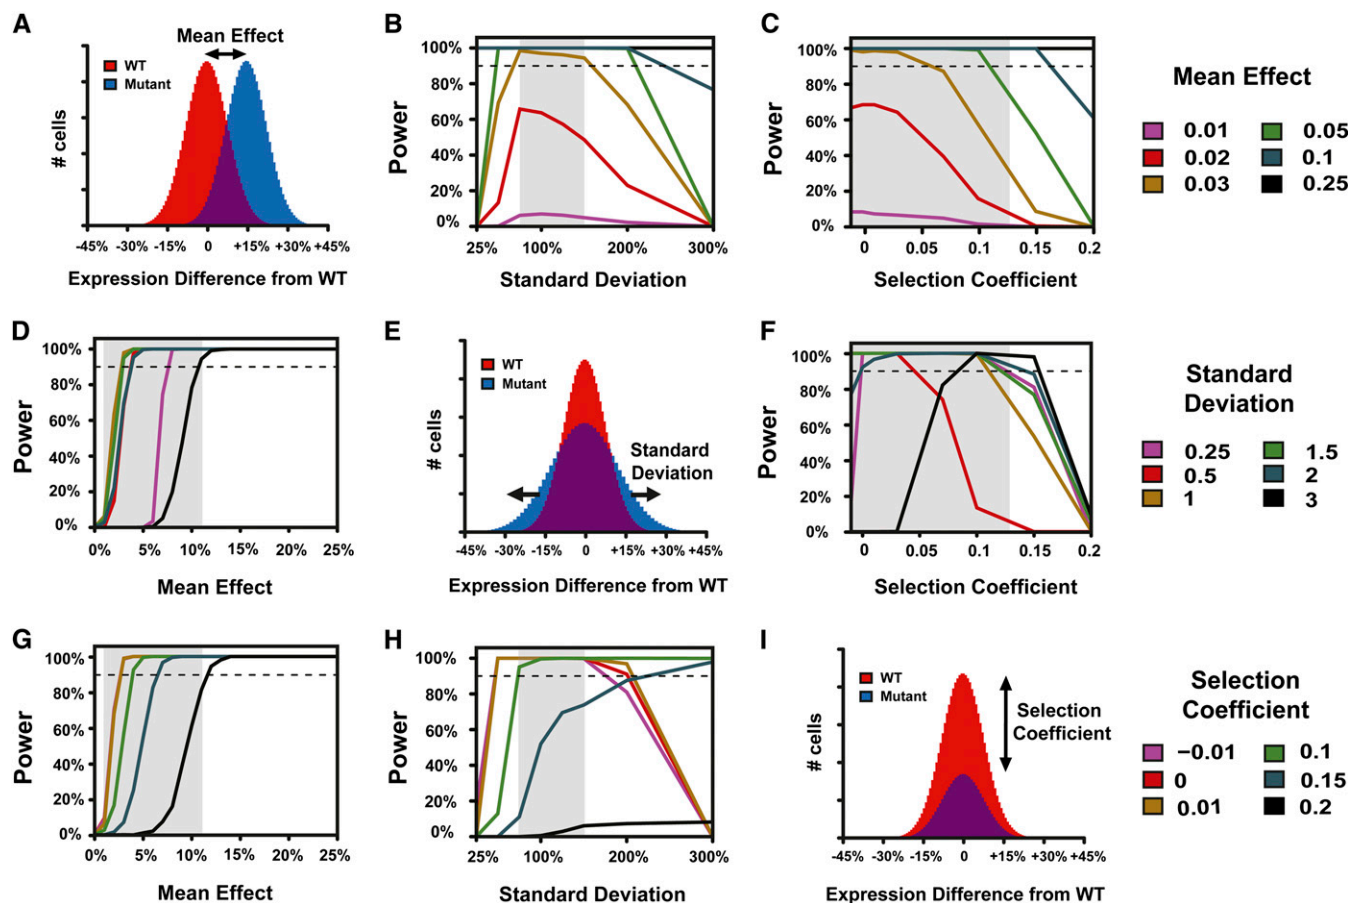 A
Mean Effect
WT
Mutant
# cells
-45% -30% -15% 0 +15% +30% +45%
Expression Difference from WT
B
Power
100%
80%
60%
40%
20%
0%
25% 100% 200% 300%
Standard Deviation
C
Power
100%
80%
60%
40%
20%
0%
0 0.05 0.1 0.15 0.2
Selection Coefficient
Mean Effect
0.01 0.05
0.02 0.1
0.03 0.25
D
Power
100%
80%
60%
40%
20%
0%
0% 5% 10% 15% 20% 25%
Mean Effect
E
WT
Mutant
# cells
Standard
Deviation
-45% -30% -15% 0 +15% +30% +45%
Expression Difference from WT
F
Power
100%
80%
60%
40%
20%
0%
0 0.05 0.1 0.15 0.2
Selection Coefficient
Standard
Deviation
0.25 1.5
0.5 2
1 3
G
Power
100%
80%
60%
40%
20%
0%
0% 5% 10% 15% 20% 25%
Mean Effect
H
Power
100%
80%
60%
40%
20%
0%
25% 100% 200% 300%
Standard Deviation
I
WT
Mutant
# cells
Selection
Coefficient
-45% -30% -15% 0 +15% +30% +45%
Expression Difference from WT
Selection
Coefficient
−0.01 0.1
0 0.15
0.01 0.2